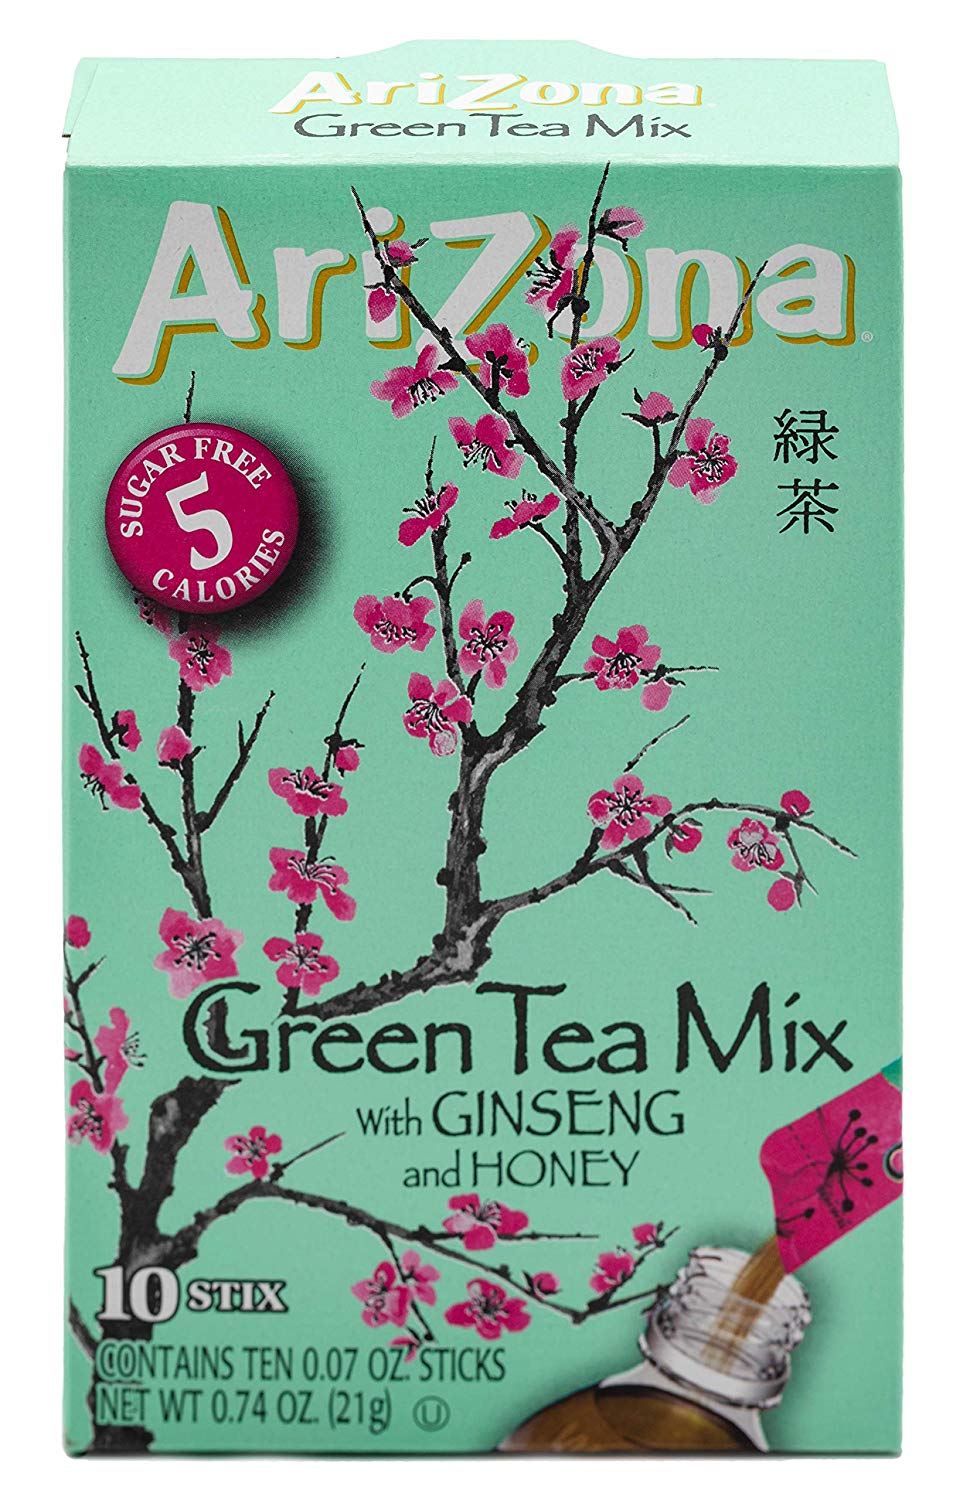 AriZona
Green Tea Mix
AriZona®
緑
茶
SUGAR FREE
5
CALORIES
Green Tea Mix
With GINSENG
and HONEY
10 STIX
CONTAINS TEN 0.07 OZ. STICKS
NET WT 0.74 OZ. (21g) U